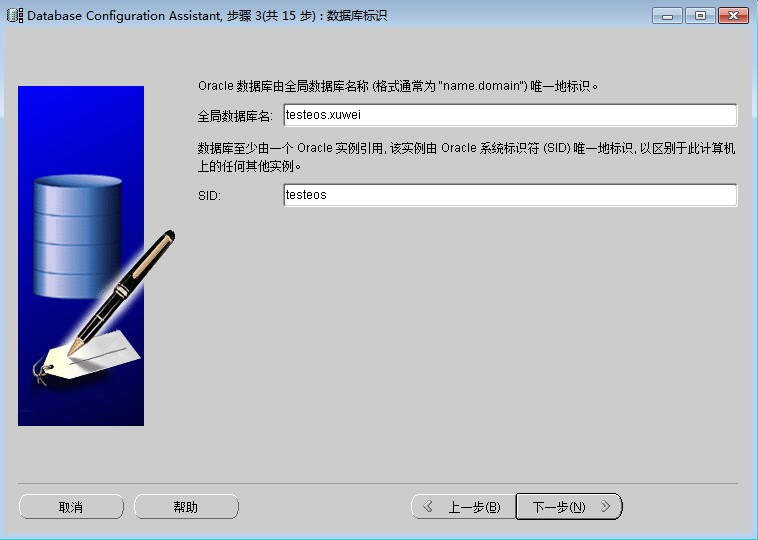 Database Configuration Assistant, 步骤 3(共 15 步) : 数据库标识
Oracle 数据库由全局数据库名称 (格式通常为 "name.domain") 唯一地标识。
全局数据库名: testeos.xuwei
数据库至少由一个 Oracle 实例引用, 该实例由 Oracle 系统标识符 (SID) 唯一地标识, 以区别于此计算机
上的任何其他实例。
SID: testeos
取消 帮助 上一步(B) 下一步(N)